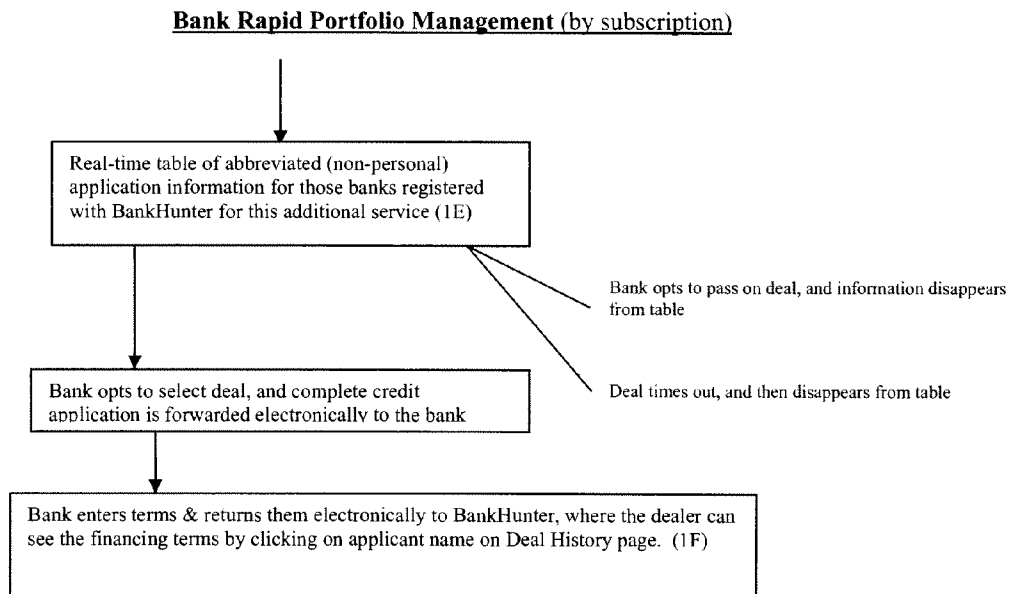 Bank Rapid Portfolio Management (by subscription)
Real-time table of abbreviated (non-personal)
application information for those banks registered
with BankHunter for this additional service (1E)
Bank opts to pass on deal, and information disappears
from table
Deal times out, and then disappears from table
Bank opts to select deal, and complete credit
application is forwarded electronically to the bank
Bank enters terms & returns them electronically to BankHunter, where the dealer can
see the financing terms by clicking on applicant name on Deal History page. (1F)